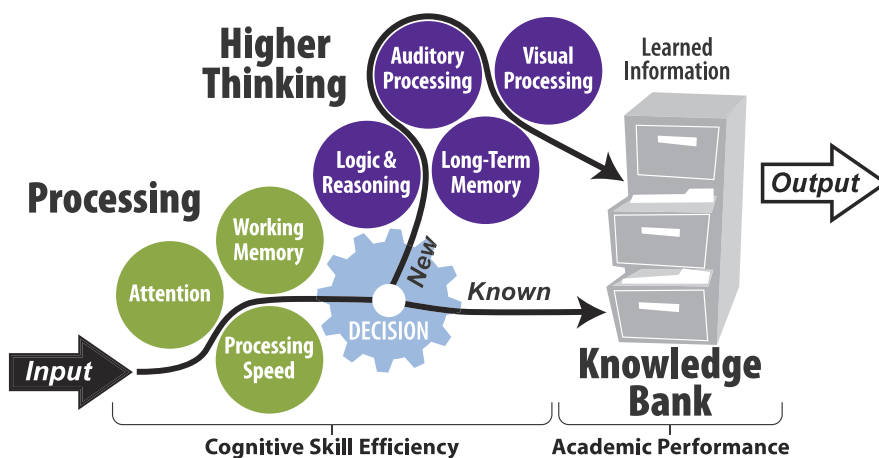 Higher
Thinking
Auditory
Processing
Visual
Processing
Learned
Information
Logic &
Reasoning
Long-Term
Memory
Output
Processing
Working
Memory
Attention
New
Known
DECISION
Processing
Speed
Input
Knowledge
Bank
Cognitive Skill Efficiency
Academic Performance